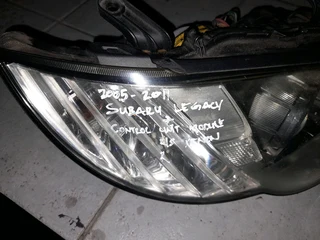 2005-2011
SUBARU LEGACY
CONTROL UNIT MODULE